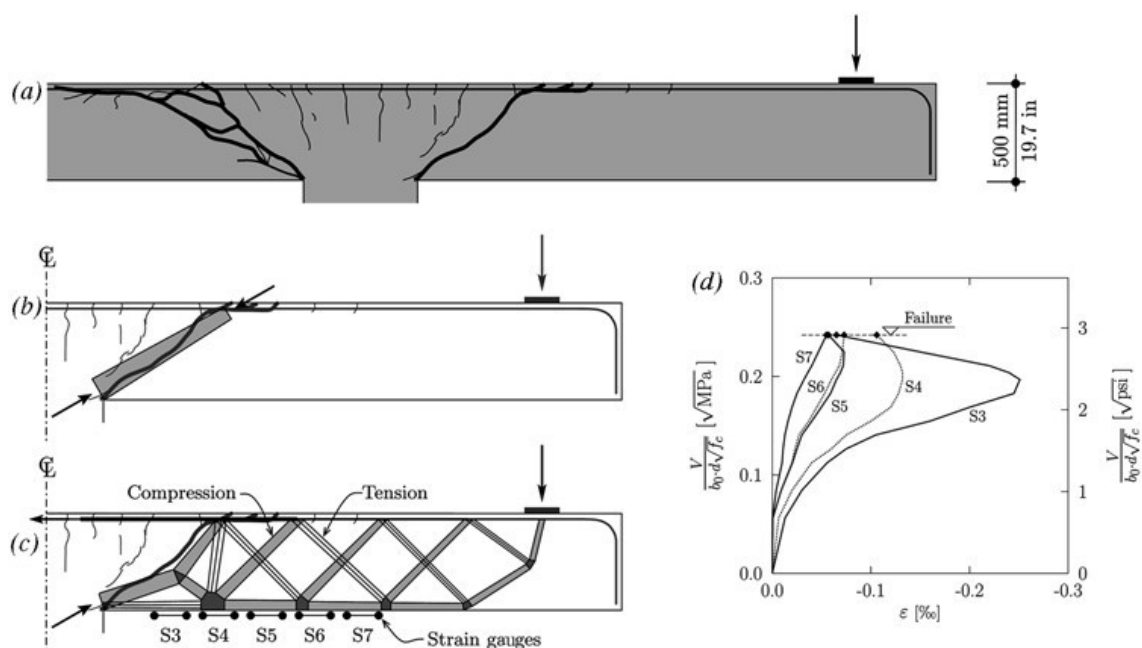 (a)
500 mm
19.7 in
℄
(b)
℄
Compression
Tension
(c)
S3 S4 S5 S6 S7
Strain gauges
(d)
0.3
0.2
0.1
0.0
V
b₀·d√f_c
[√MPa]
Failure
S7
S6
S5
S4
S3
3
2
1
0
V
b₀·d√f_c
[√psi]
0.0 -0.1 -0.2 -0.3
ε [‰]